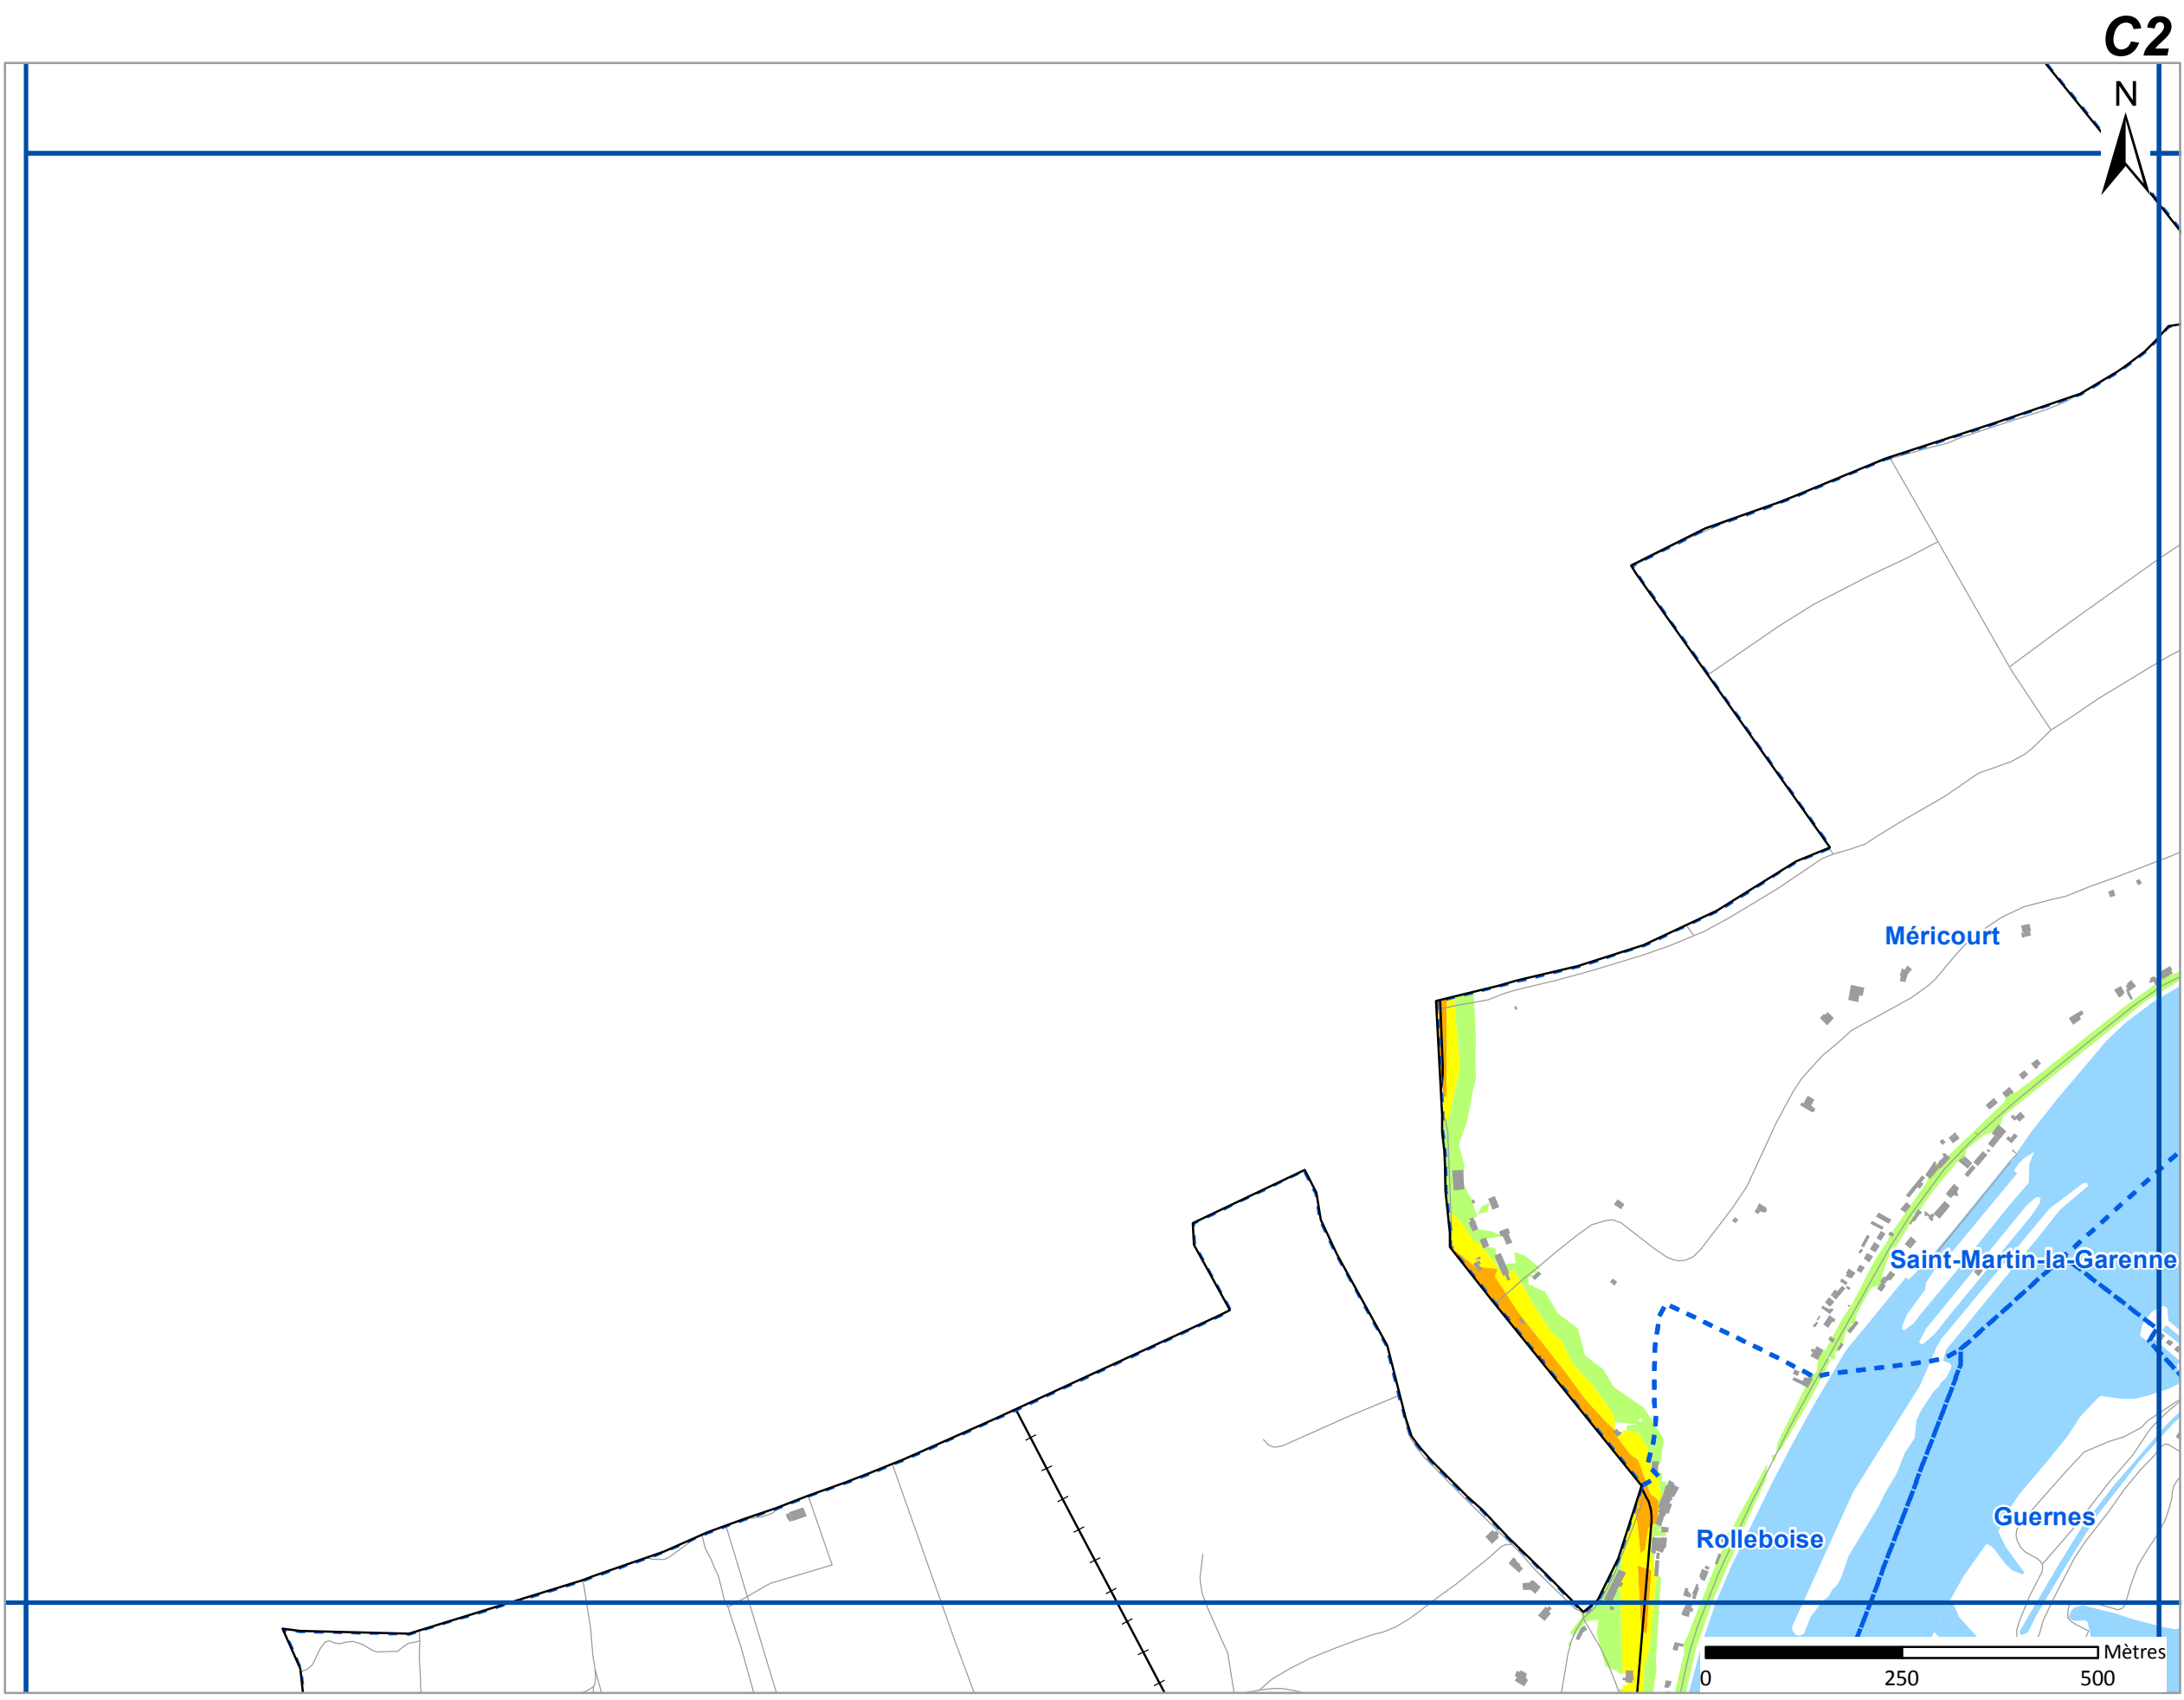 C2
N
Méricourt
Saint-Martin-la-Garenne
Guernes
Rolleboise
Mètres
0 250 500